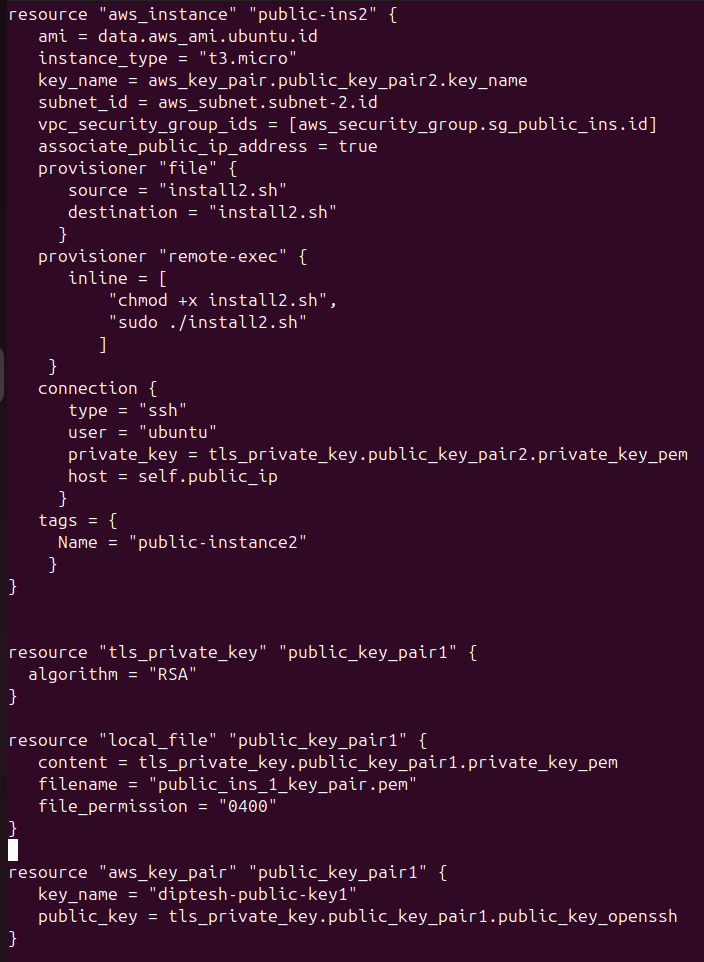 resource "aws_instance" "public-ins2" {
   ami = data.aws_ami.ubuntu.id
   instance_type = "t3.micro"
   key_name = aws_key_pair.public_key_pair2.key_name
   subnet_id = aws_subnet.subnet-2.id
   vpc_security_group_ids = [aws_security_group.sg_public_ins.id]
   associate_public_ip_address = true
   provisioner "file" {
      source = "install2.sh"
      destination = "install2.sh"
     }
   provisioner "remote-exec" {
      inline = [
          "chmod +x install2.sh",
          "sudo ./install2.sh"
         ]
    }
   connection {
      type = "ssh"
      user = "ubuntu"
      private_key = tls_private_key.public_key_pair2.private_key_pem
      host = self.public_ip
     }
   tags = {
     Name = "public-instance2"
    }
}
resource "tls_private_key" "public_key_pair1" {
  algorithm = "RSA"
}
resource "local_file" "public_key_pair1" {
   content = tls_private_key.public_key_pair1.private_key_pem
   filename = "public_ins_1_key_pair.pem"
   file_permission = "0400"
}
resource "aws_key_pair" "public_key_pair1" {
   key_name = "diptesh-public-key1"
   public_key = tls_private_key.public_key_pair1.public_key_openssh
}